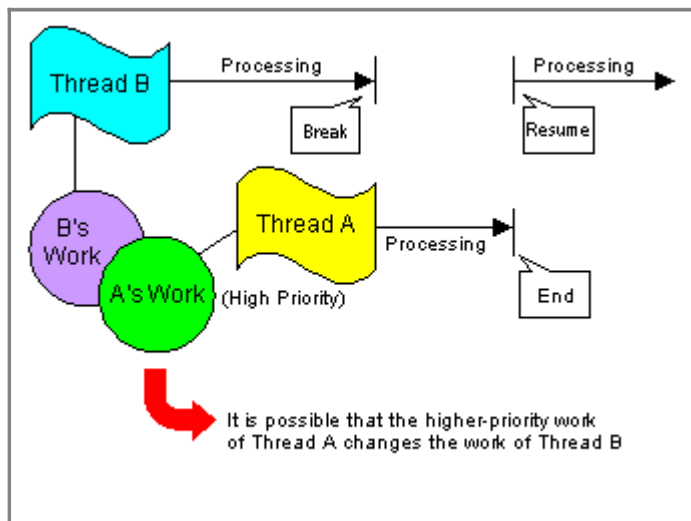 Thread B
Processing
Processing
Break
Resume
B's
Work
Thread A
Processing
A's Work
(High Priority)
End
It is possible that the higher-priority work
of Thread A changes the work of Thread B